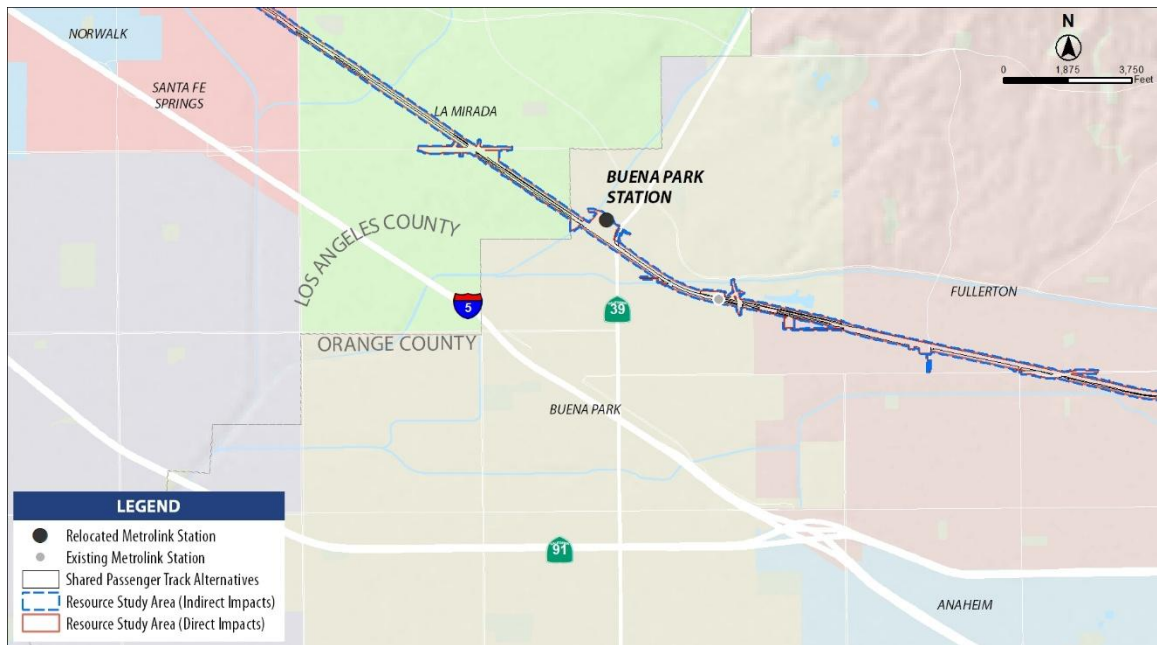 NORWALK
SANTA FE
SPRINGS
LA MIRADA
N
0 1,875 3,750
Feet
BUENA PARK
STATION
LOS ANGELES COUNTY
5
39
FULLERTON
ORANGE COUNTY
BUENA PARK
91
ANAHEIM
LEGEND
Relocated Metrolink Station
Existing Metrolink Station
Shared Passenger Track Alternatives
Resource Study Area (Indirect Impacts)
Resource Study Area (Direct Impacts)